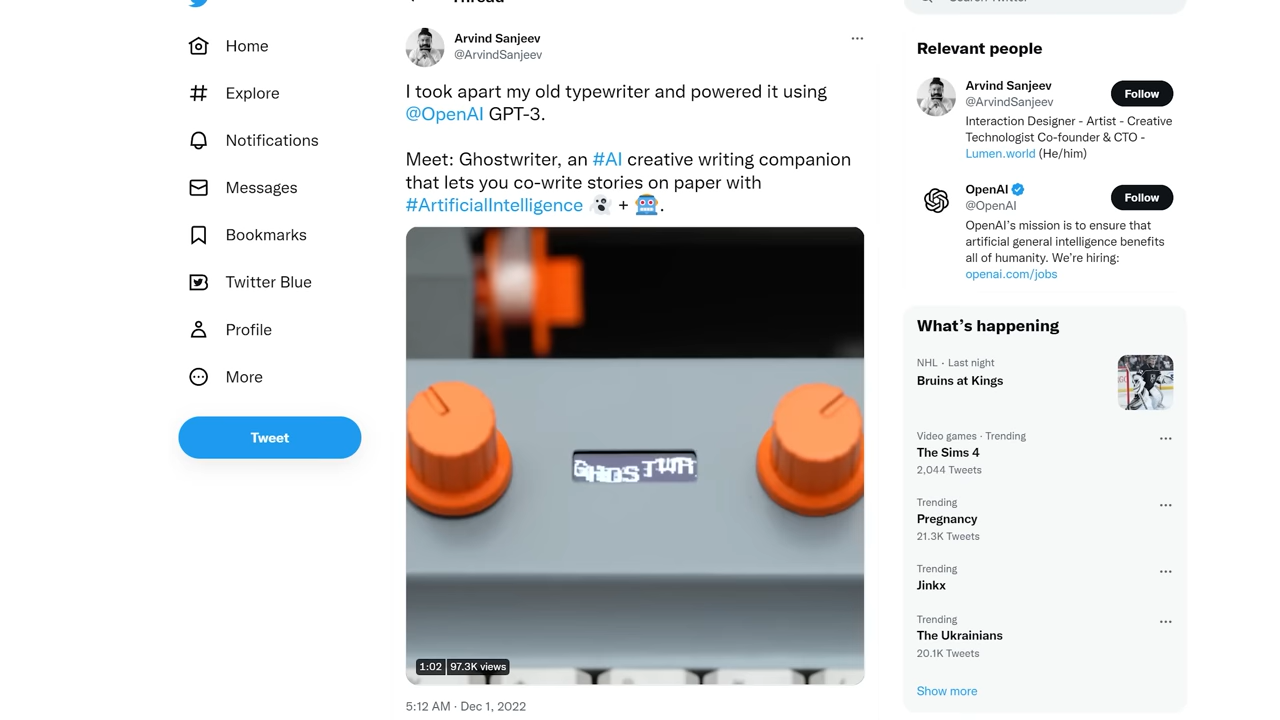 Thread
Home
Explore
Notifications
Messages
Bookmarks
Twitter Blue
Profile
More
Tweet
Arvind Sanjeev
@ArvindSanjeev
I took apart my old typewriter and powered it using
@OpenAI GPT-3.
Meet: Ghostwriter, an #AI creative writing companion
that lets you co-write stories on paper with
#ArtificialIntelligence 👻 + 🤖.
GHOSTWR
1:02 97.3K views
5:12 AM · Dec 1, 2022
Search Twitter
Relevant people
Arvind Sanjeev
@ArvindSanjeev
Follow
Interaction Designer - Artist - Creative
Technologist Co-founder & CTO -
Lumen.world (He/him)
OpenAI
@OpenAI
Follow
OpenAI’s mission is to ensure that
artificial general intelligence benefits
all of humanity. We’re hiring:
openai.com/jobs
What’s happening
NHL · Last night
Bruins at Kings
Video games · Trending
The Sims 4
2,044 Tweets
Trending
Pregnancy
21.3K Tweets
Trending
Jinkx
Trending
The Ukrainians
20.1K Tweets
Show more